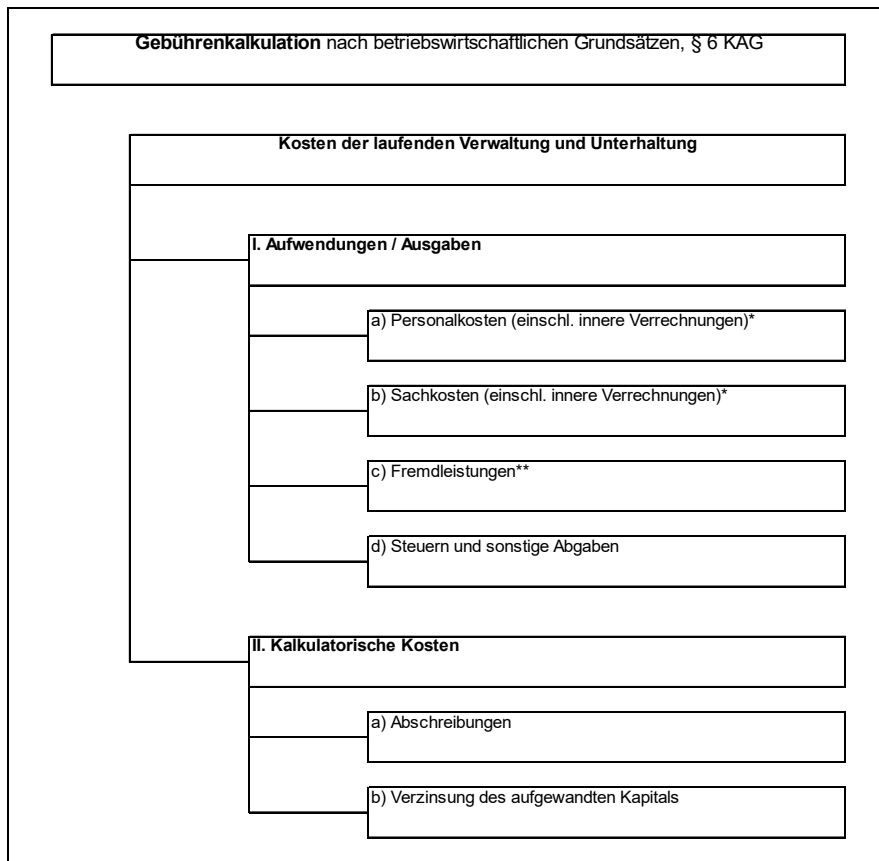 Gebührenkalkulation nach betriebswirtschaftlichen Grundsätzen, § 6 KAG
Kosten der laufenden Verwaltung und Unterhaltung
I. Aufwendungen / Ausgaben
a) Personalkosten (einschl. innere Verrechnungen)*
b) Sachkosten (einschl. innere Verrechnungen)*
c) Fremdleistungen**
d) Steuern und sonstige Abgaben
II. Kalkulatorische Kosten
a) Abschreibungen
b) Verzinsung des aufgewandten Kapitals